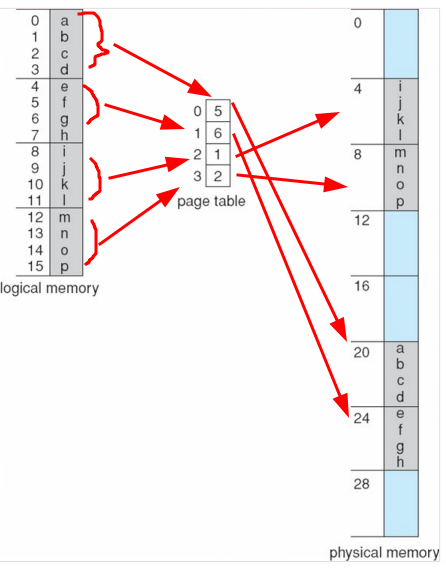 0 a
1 b
2 c
3 d
4 e
5 f
6 g
7 h
8 i
9 j
10 k
11 l
12 m
13 n
14 o
15 p
logical memory
0 5
1 6
2 1
3 2
page table
0
4 i
j
k
l
8 m
n
o
p
12
16
20 a
b
c
d
24 e
f
g
h
28
physical memory